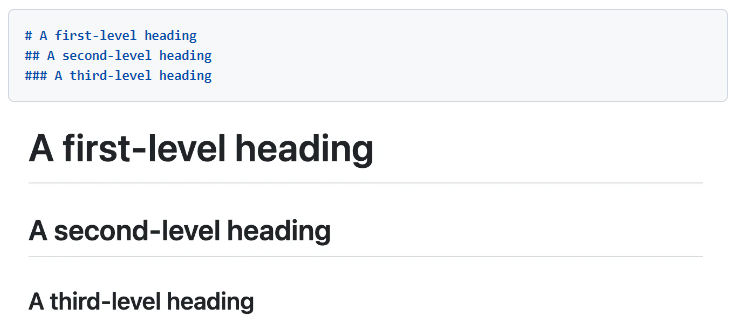 # A first-level heading
## A second-level heading
### A third-level heading
A first-level heading
A second-level heading
A third-level heading